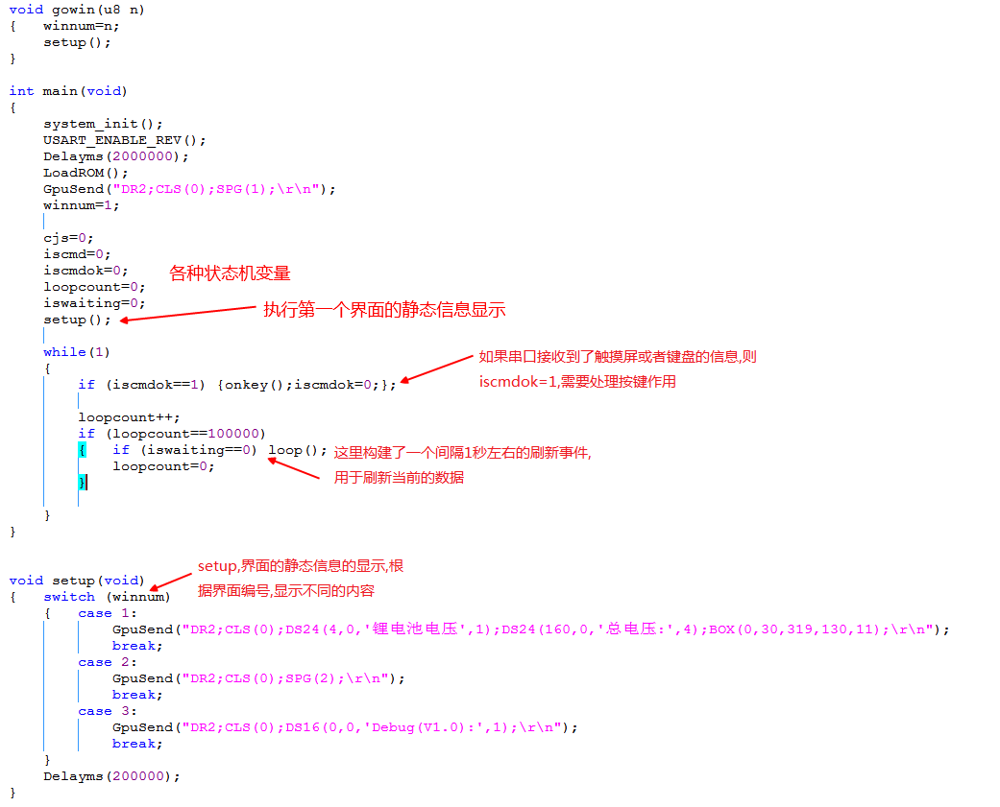 void gowin(u8 n)
{   winnum=n;
    setup();
}
int main(void)
{
    system_init();
    USART_ENABLE_REV();
    Delayms(2000000);
    LoadROM();
    GpuSend("DR2;CLS(0);SPG(1);\r\n");
    winnum=1;
    cjs=0;
    iscmd=0;
    iscmdok=0;
各种状态机变量
    loopcount=0;
    iswaiting=0;
    setup();
执行第一个界面的静态信息显示
    while(1)
    {
如果串口接收到了触摸屏或者键盘的信息,则
iscmdok=1,需要处理按键作用
        if (iscmdok==1) {onkey();iscmdok=0;};
        loopcount++;
        if (loopcount==100000)
        {   if (iswaiting==0) loop();
这里构建了一个间隔1秒左右的刷新事件,
用于刷新当前的数据
            loopcount=0;
        }
    }
}
setup,界面的静态信息的显示,根
据界面编号,显示不同的内容
void setup(void)
{   switch (winnum)
    {   case 1:
            GpuSend("DR2;CLS(0);DS24(4,0,'锂电池电压',1);DS24(160,0,'总电压:',4);BOX(0,30,319,130,11);\r\n");
            break;
        case 2:
            GpuSend("DR2;CLS(0);SPG(2);\r\n");
            break;
        case 3:
            GpuSend("DR2;CLS(0);DS16(0,0,'Debug(V1.0):',1);\r\n");
            break;
    }
    Delayms(200000);
}